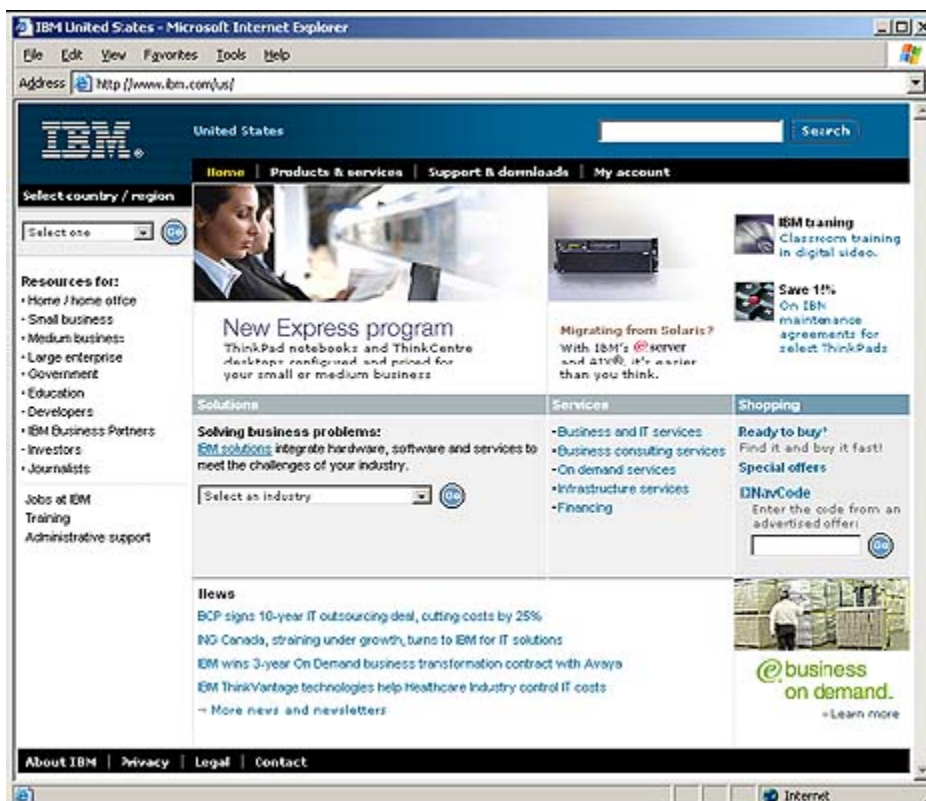 IBM United States - Microsoft Internet Explorer
File Edit View Favorites Tools Help
Address http://www.ibm.com/us/
IBM.
United States
Search
Home | Products & services | Support & downloads | My account
Select country / region
Select one
Go
Resources for:
Home / home office
Small business
Medium business
Large enterprise
Government
Education
Developers
IBM Business Partners
Investors
Journalists
Jobs at IBM
Training
Administrative support
New Express program
ThinkPad notebooks and ThinkCentre
desktops configured and priced for
your small or medium business
Migrating from Solaris?
With IBM's e server
and AIX®, it's easier
than you think.
IBM training
Classroom training
in digital video.
Save 15%
On IBM
maintenance
agreements for
select ThinkPads
Solutions
Solving business problems:
IBM solutions integrate hardware, software and services to
meet the challenges of your industry.
Select an industry
Go
Services
Business and IT services
Business consulting services
On demand services
Infrastructure services
Financing
Shopping
Ready to buy?
Find it and buy it fast!
Special offers
NavCode
Enter the code from an
advertised offer:
Go
News
BCP signs 10-year IT outsourcing deal, cutting costs by 25%
ING Canada, straining under growth, turns to IBM for IT solutions
IBM wins 3-year On Demand business transformation contract with Avaya
IBM ThinkVantage technologies help Healthcare Industry control IT costs
→ More news and newsletters
e business
on demand.
Learn more
About IBM | Privacy | Legal | Contact
Internet